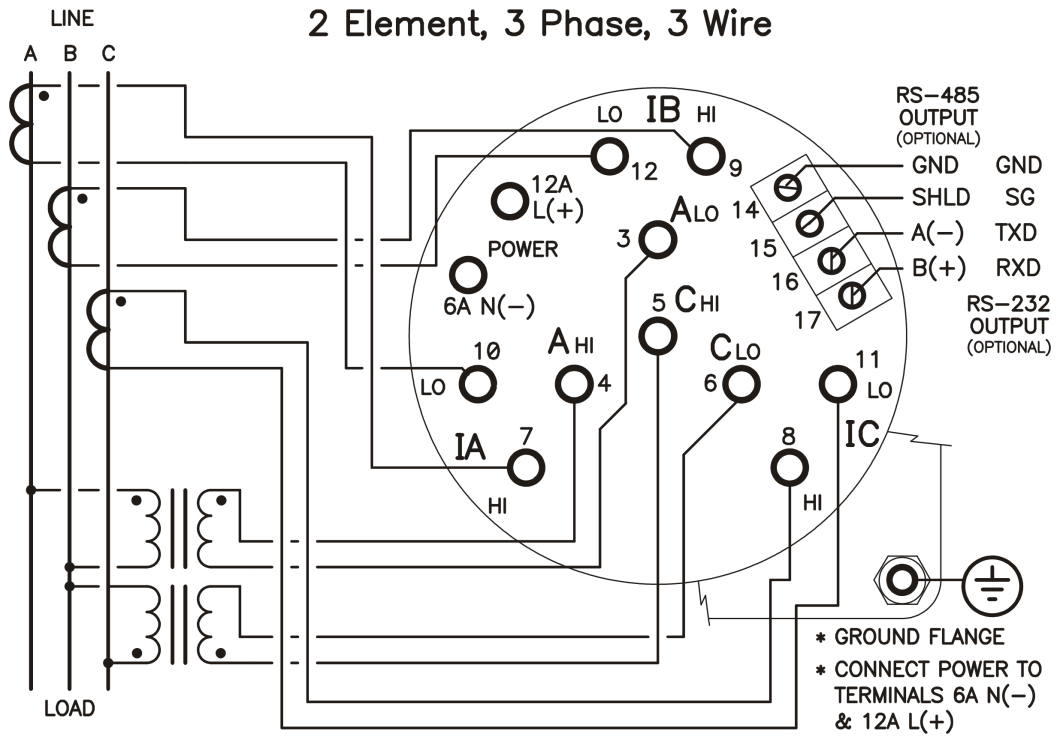 2 Element, 3 Phase, 3 Wire
LINE
A B C
LO IB HI
12 9
12A
L(+)
POWER
6A N(-)
3 A LO
5 C HI
10
LO
A HI
4
C LO
6
11
LO
IA 7
HI
8
HI
IC
14
15
16
17
RS-485
OUTPUT
(OPTIONAL)
GND GND
SHLD SG
A(-) TXD
B(+) RXD
RS-232
OUTPUT
(OPTIONAL)
LOAD
* GROUND FLANGE
* CONNECT POWER TO
TERMINALS 6A N(-)
& 12A L(+)